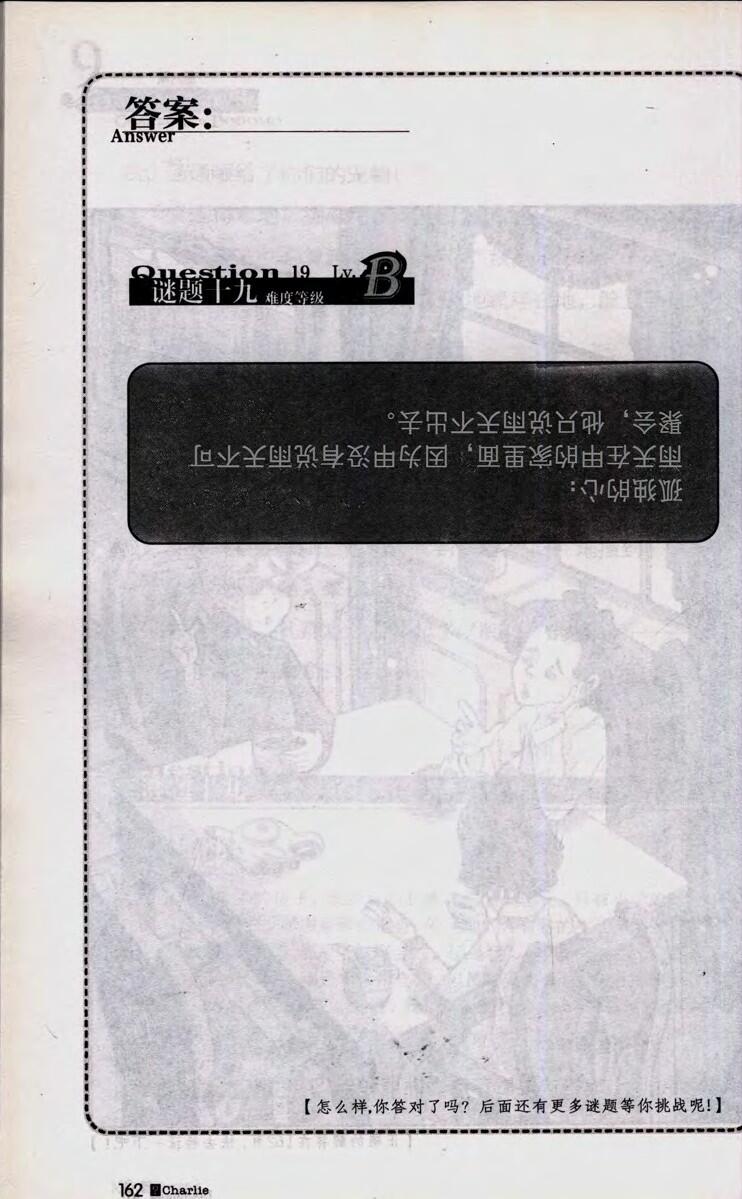 答案:
Answer
Question 19 Lv. B
谜题十九 难度等级
孤独的心:
雨天在甲的家里面，因为甲没有说雨天不可
聚会，他只说雨天不出去。
【怎么样,你答对了吗？后面还有更多谜题等你挑战呢!】
162 Charlie